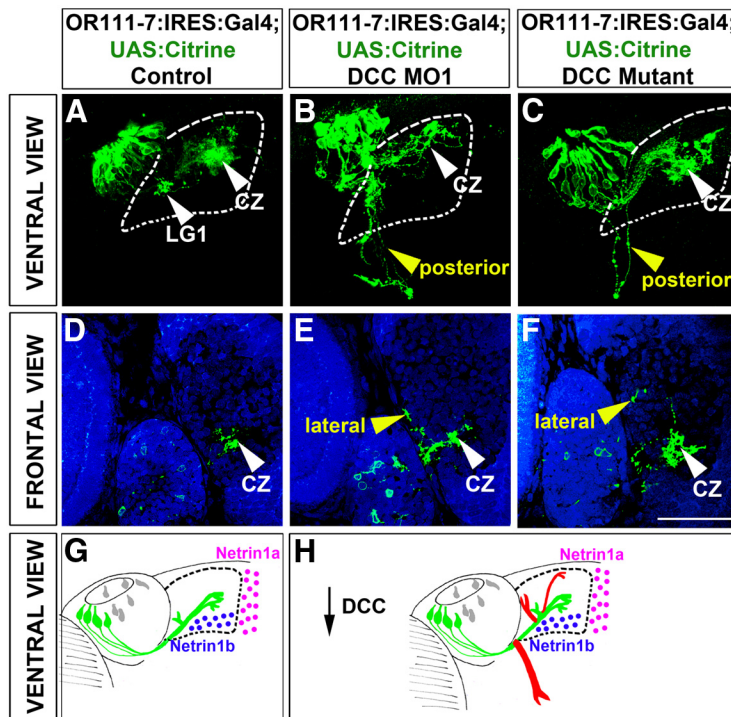 OR111-7:IRES:Gal4;
UAS:Citrine
Control
OR111-7:IRES:Gal4;
UAS:Citrine
DCC MO1
OR111-7:IRES:Gal4;
UAS:Citrine
DCC Mutant
VENTRAL VIEW
A
CZ
LG1
B
CZ
posterior
C
CZ
posterior
FRONTAL VIEW
D
CZ
E
lateral
CZ
F
lateral
CZ
VENTRAL VIEW
G
Netrin1a
Netrin1b
H
DCC
Netrin1a
Netrin1b